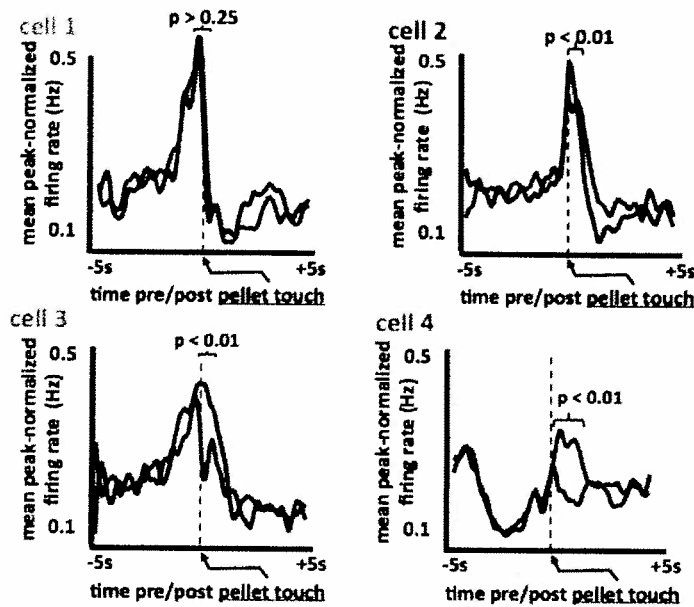 cell 1
p > 0.25
0.5
mean peak-normalized
firing rate (Hz)
0.1
-5s
+5s
time pre/post pellet touch
cell 2
p < 0.01
0.5
mean peak-normalized
firing rate (Hz)
0.1
-5s
+5s
time pre/post pellet touch
cell 3
p < 0.01
0.5
mean peak-normalized
firing rate (Hz)
0.1
-5s
+5s
time pre/post pellet touch
cell 4
0.5
p < 0.01
mean peak-normalized
firing rate (Hz)
0.1
-5s
+5s
time pre/post pellet touch